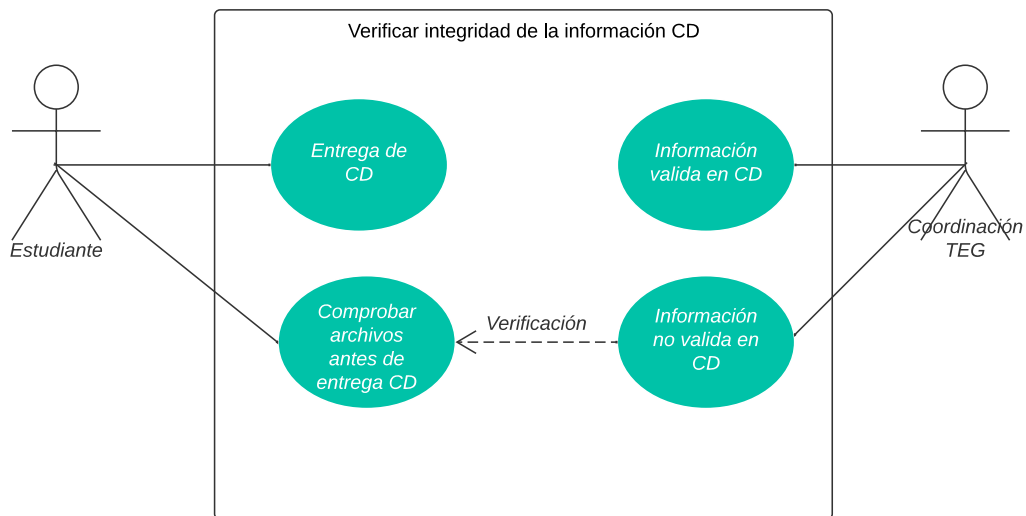 Verificar integridad de la información CD
Entrega de
CD
Información
valida en CD
Coordinación
TEG
Estudiante
Comprobar
archivos
antes de
entrega CD
Verificación
Información
no valida en
CD